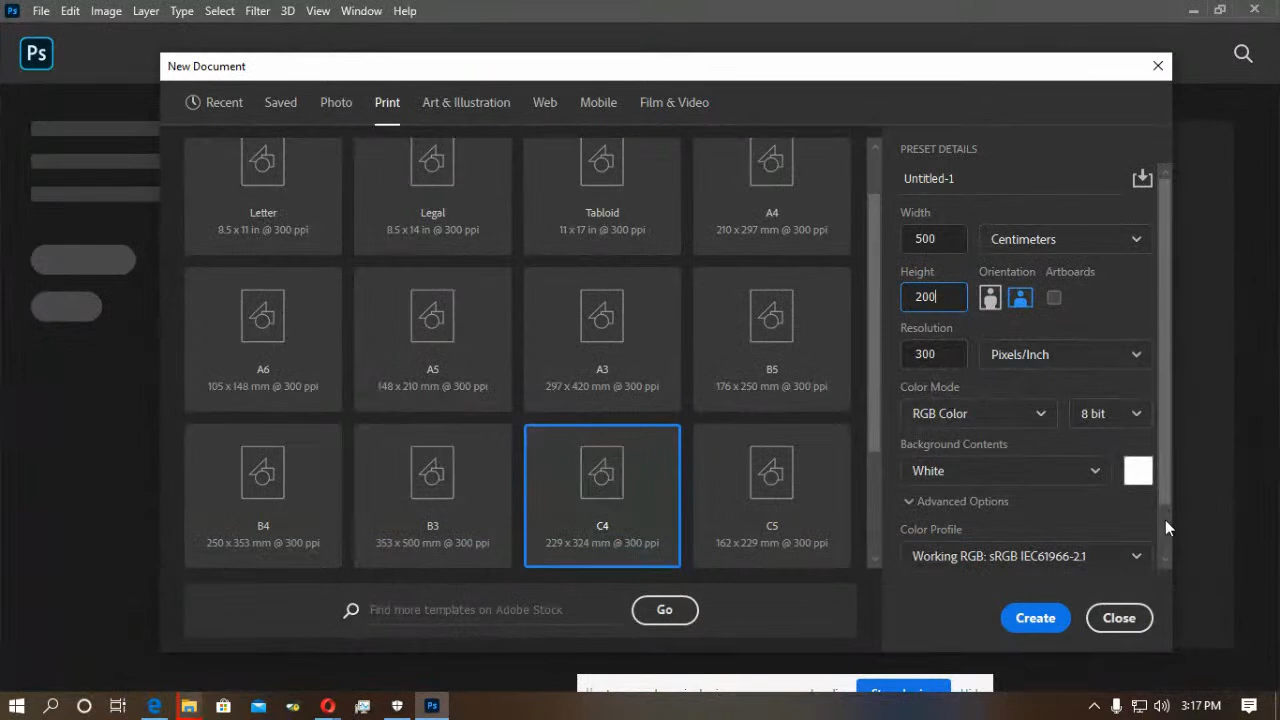 Ps File Edit Image Layer Type Select Filter 3D View Window Help
Ps
New Document
Recent Saved Photo Print Art & Illustration Web Mobile Film & Video
Letter
8.5 x 11 in @ 300 ppi
Legal
8.5 x 14 in @ 300 ppi
Tabloid
11 x 17 in @ 300 ppi
A4
210 x 297 mm @ 300 ppi
A6
105 x 148 mm @ 300 ppi
A5
148 x 210 mm @ 300 ppi
A3
297 x 420 mm @ 300 ppi
B5
176 x 250 mm @ 300 ppi
B4
250 x 353 mm @ 300 ppi
B3
353 x 500 mm @ 300 ppi
C4
229 x 324 mm @ 300 ppi
C5
162 x 229 mm @ 300 ppi
Find more templates on Adobe Stock Go
PRESET DETAILS
Untitled-1
Width
500 Centimeters
Height Orientation Artboards
200
Resolution
300 Pixels/Inch
Color Mode
RGB Color 8 bit
Background Contents
White
Advanced Options
Color Profile
Working RGB: sRGB IEC61966-2.1
Create Close
Ps
3:17 PM